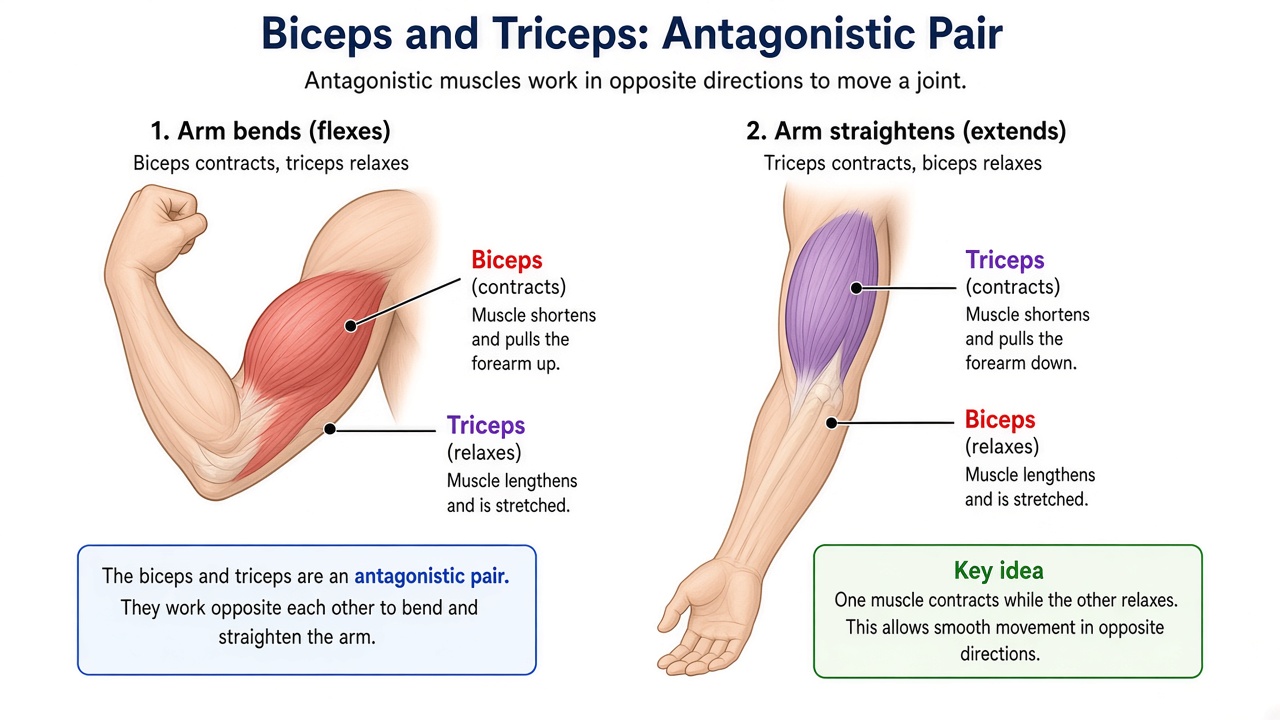 Biceps and Triceps: Antagonistic Pair
Antagonistic muscles work in opposite directions to move a joint.
1. Arm bends (flexes)
Biceps contracts, triceps relaxes
Biceps
(contracts)
Muscle shortens
and pulls the
forearm up.
Triceps
(relaxes)
Muscle lengthens
and is stretched.
The biceps and triceps are an antagonistic pair.
They work opposite each other to bend and
straighten the arm.
2. Arm straightens (extends)
Triceps contracts, biceps relaxes
Triceps
(contracts)
Muscle shortens
and pulls the
forearm down.
Biceps
(relaxes)
Muscle lengthens
and is stretched.
Key idea
One muscle contracts while the other relaxes.
This allows smooth movement in opposite
directions.